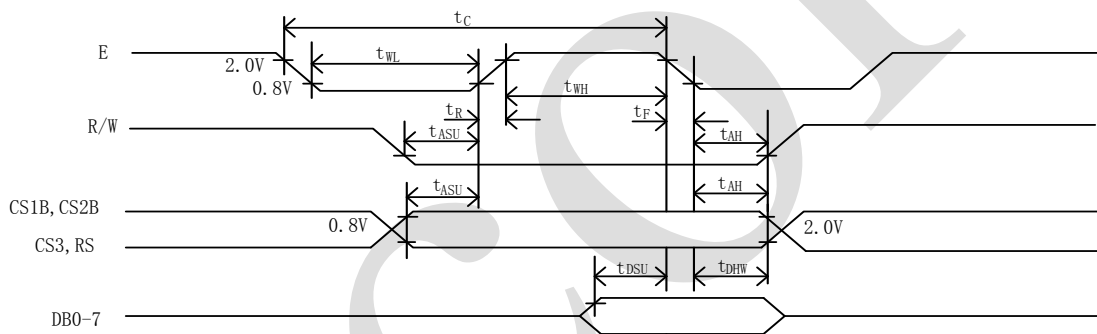 tC
E
tWL
2.0V
0.8V
tWH
tR
tF
R/W
tASU
tAH
tASU
tAH
CS1B, CS2B
0.8V
2.0V
CS3, RS
tDSU
tDHW
DB0-7